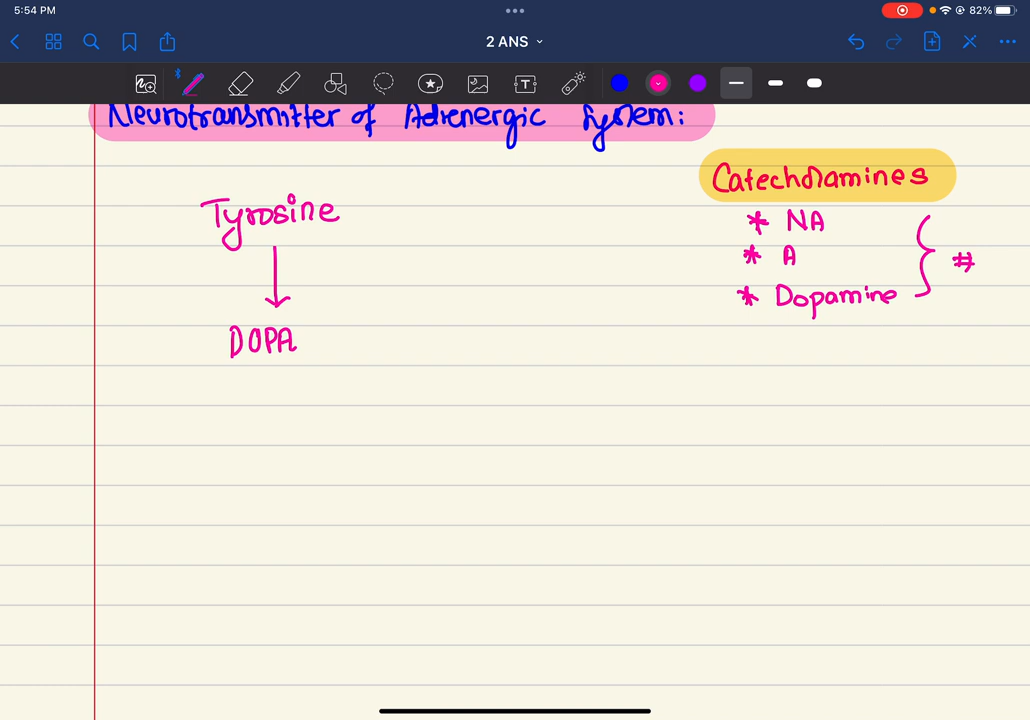 5:54 PM
82%
2 ANS
T
Neurotransmitter of Adrenergic System:
Catecholamines
Tyrosine
* NA
* A
* Dopamine
#
DOPA